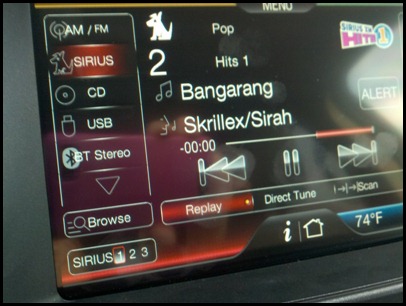 MENU
AM / FM
SIRIUS
CD
USB
BT Stereo
Browse
SIRIUS 1 2 3
Pop
SIRIUS XM
HITS 1
2
Hits 1
Bangarang
ALERT
Skrillex/Sirah
-00:00
Replay
Direct Tune
Scan
i
74°F